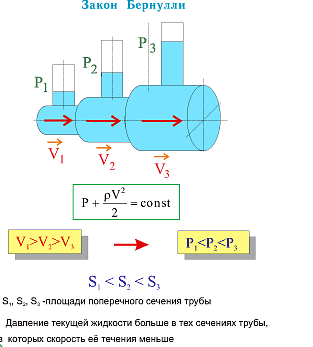 Закон Бернулли
P₁
P₂
P₃
V₁
V₂
V₃
P + ρV²/2 = const
V₁>V₂>V₃
P₁<P₂<P₃
S₁ < S₂ < S₃
S₁, S₂, S₃ -площади поперечного сечения трубы
Давление текущей жидкости больше в тех сечениях трубы,
в которых скорость её течения меньше